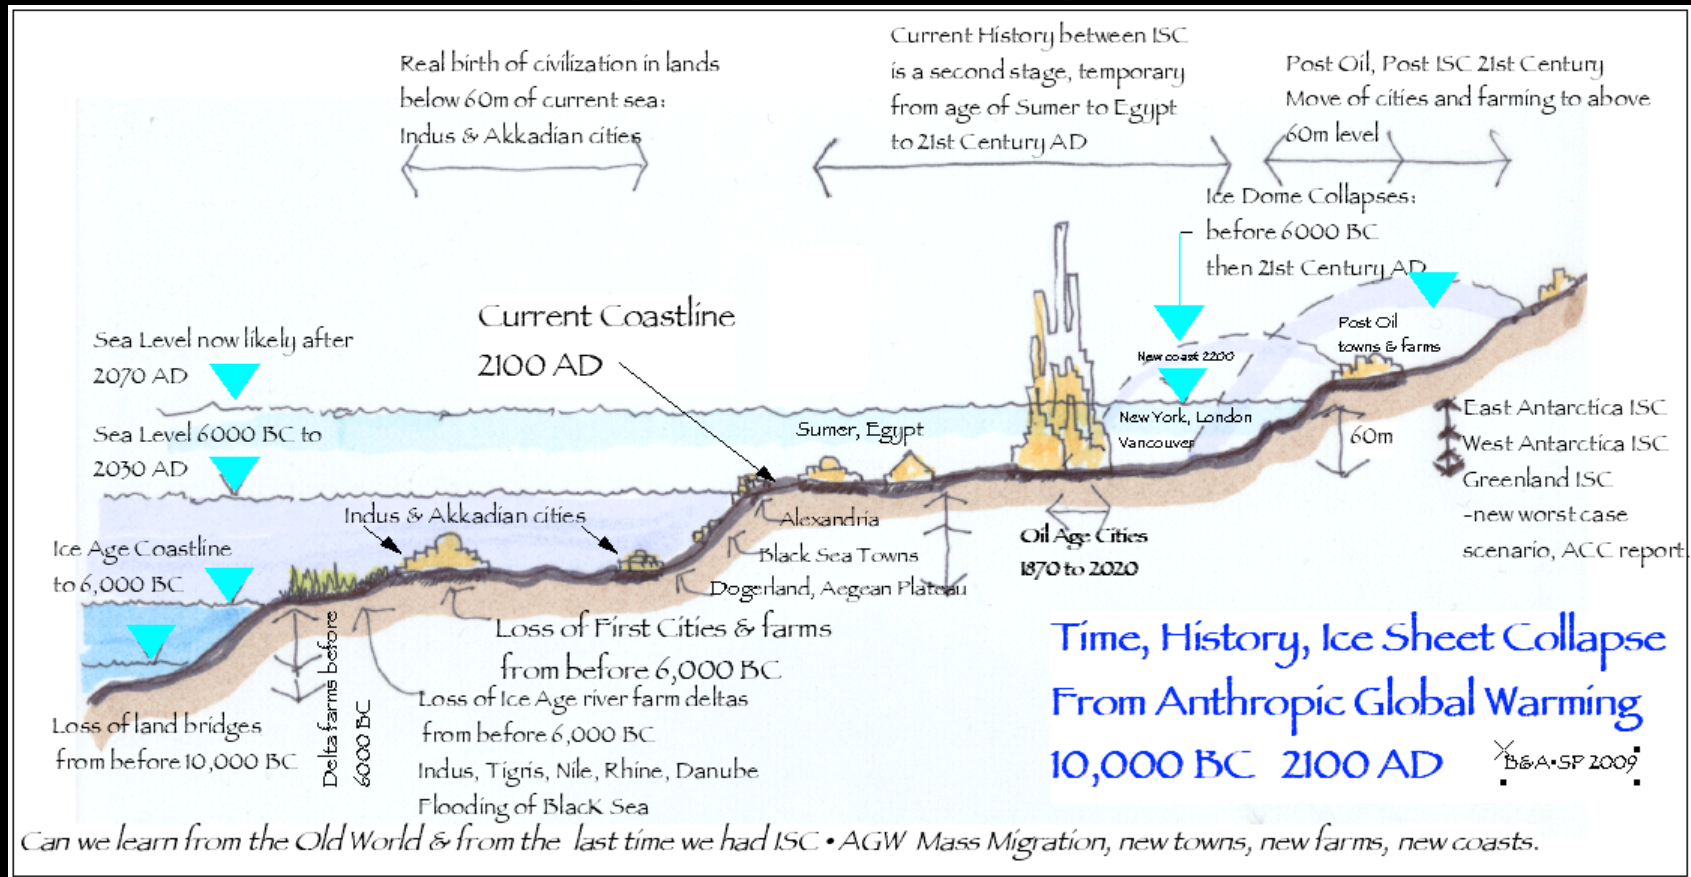 Real birth of civilization in lands
below 60m of current sea:
Indus & Akkadian cities
Current History between ISC
is a second stage, temporary
from age of Sumer to Egypt
to 21st Century AD
Post Oil, Post ISC 21st Century
Move of cities and farming to above
60m level
Ice Dome Collapses:
before 6000 BC
then 21st Century AD
Current Coastline
2100 AD
Sea Level now likely after
2070 AD
Sea Level 6000 BC to
2030 AD
Ice Age Coastline
to 6,000 BC
Indus & Akkadian cities
Sumer, Egypt
New coast 2200
New York, London
Vancouver
Post Oil
towns & farms
60m
East Antarctica ISC
West Antarctica ISC
Greenland ISC
-new worst case
scenario, ACC report
Alexandria
Black Sea Towns
Dogerland, Aegean Plateau
Oil Age Cities
1870 to 2020
Loss of First Cities & farms
from before 6,000 BC
Loss of Ice Age river farm deltas
from before 6,000 BC
Indus, Tigris, Nile, Rhine, Danube
Flooding of BlacK Sea
Delta farms before
6000 BC
Loss of land bridges
from before 10,000 BC
Time, History, Ice Sheet Collapse
From Anthropic Global Warming
10,000 BC 2100 AD
B&A•SP 2009
Can we learn from the Old World & from the last time we had ISC • AGW Mass Migration, new towns, new farms, new coasts.